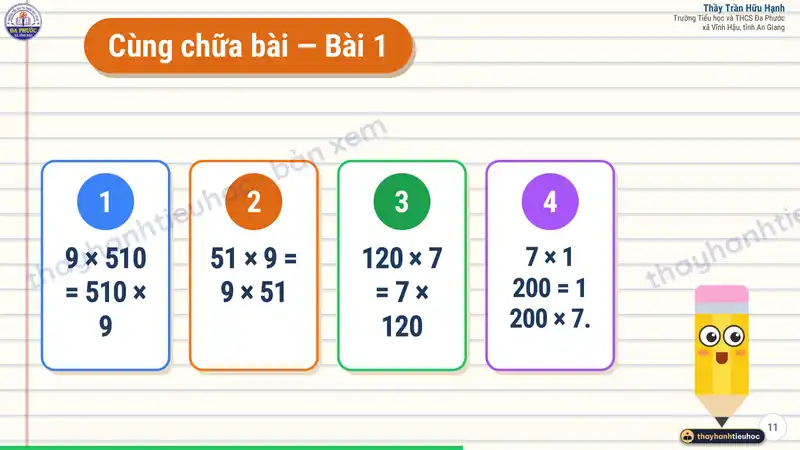 Thầy Trần Hữu Hạnh
Trường Tiểu học và THCS Đa Phước
xã Vĩnh Hậu, tỉnh An Giang
ĐA PHƯỚC
Cùng chữa bài — Bài 1
1
9 × 510
= 510 ×
9
2
51 × 9 =
9 × 51
3
120 × 7
= 7 ×
120
4
7 × 1
200 = 1
200 × 7.
thayhanhtieuhoc
11